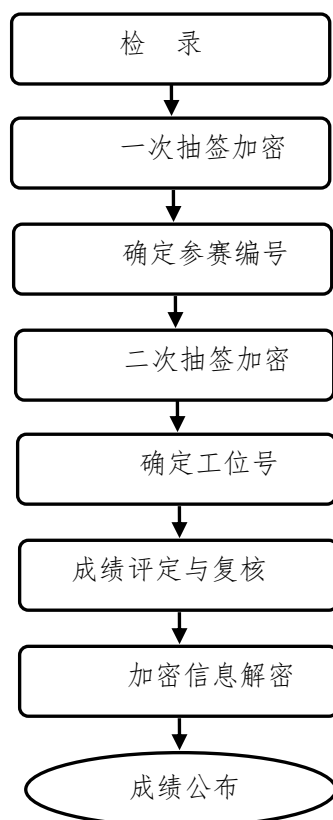 检 录
一次抽签加密
确定参赛编号
二次抽签加密
确定工位号
成绩评定与复核
加密信息解密
成绩公布